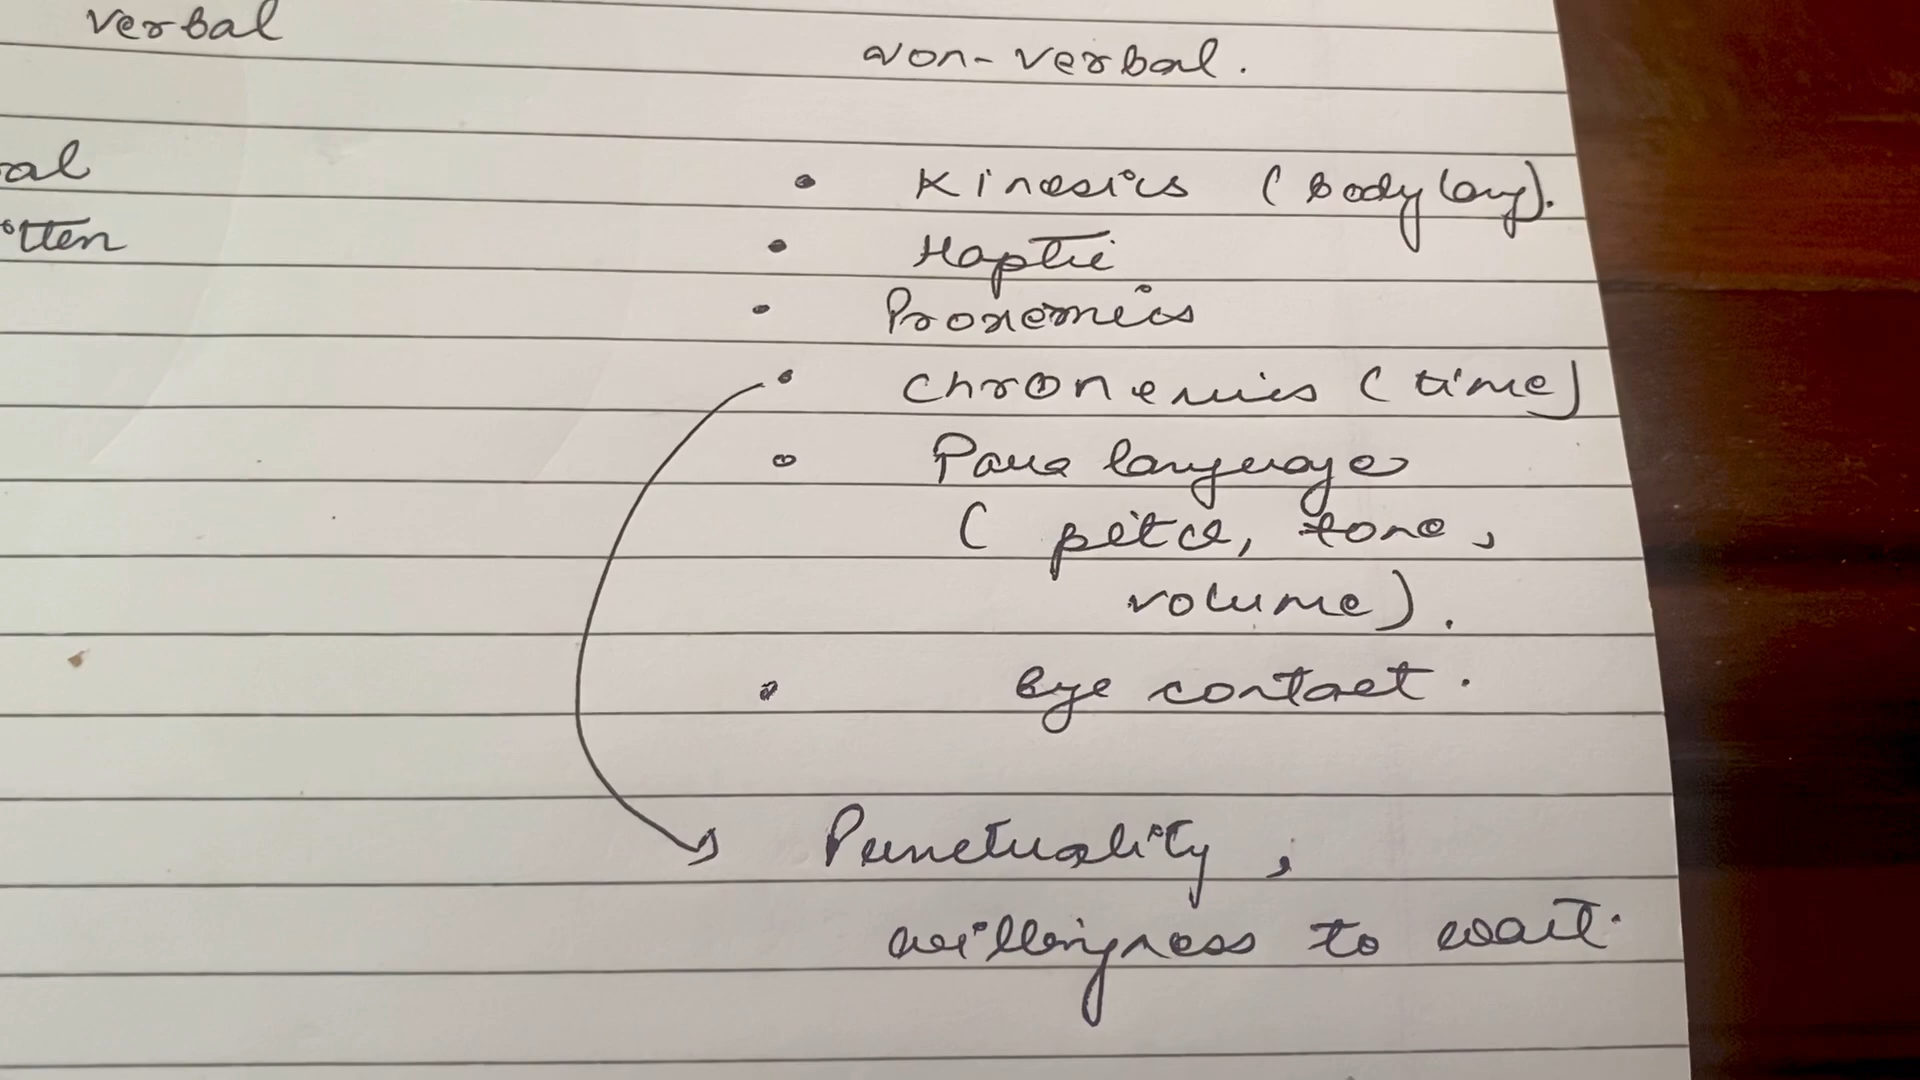 verbal
Non-verbal.
ral
itten
• Kinesics (body lang).
• Haptic
• Proxemics
• Chronemics (time)
• Para language
( pitch, tone,
volume).
• eye contact.
Punctuality,
willingness to wait.